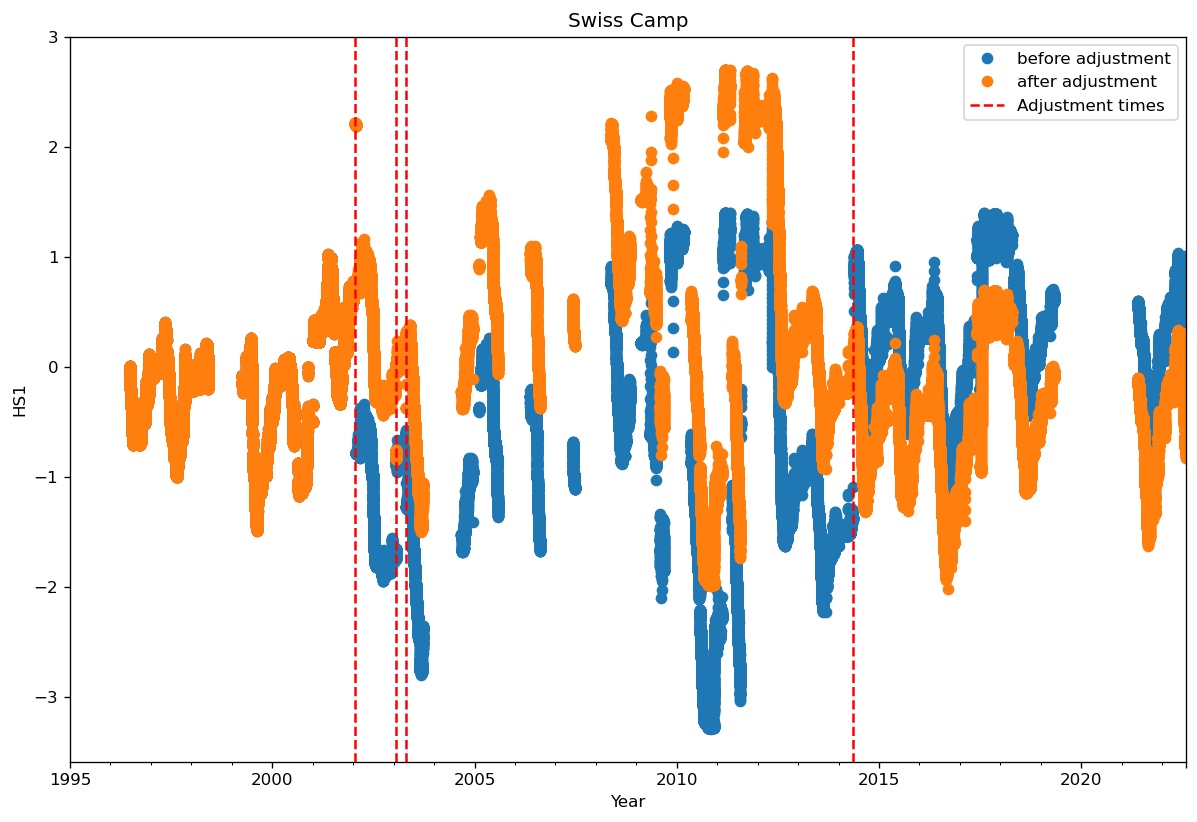 Swiss Camp
before adjustment
after adjustment
Adjustment times
HS1
3
2
1
0
−1
−2
−3
1995 2000 2005 2010 2015 2020
Year